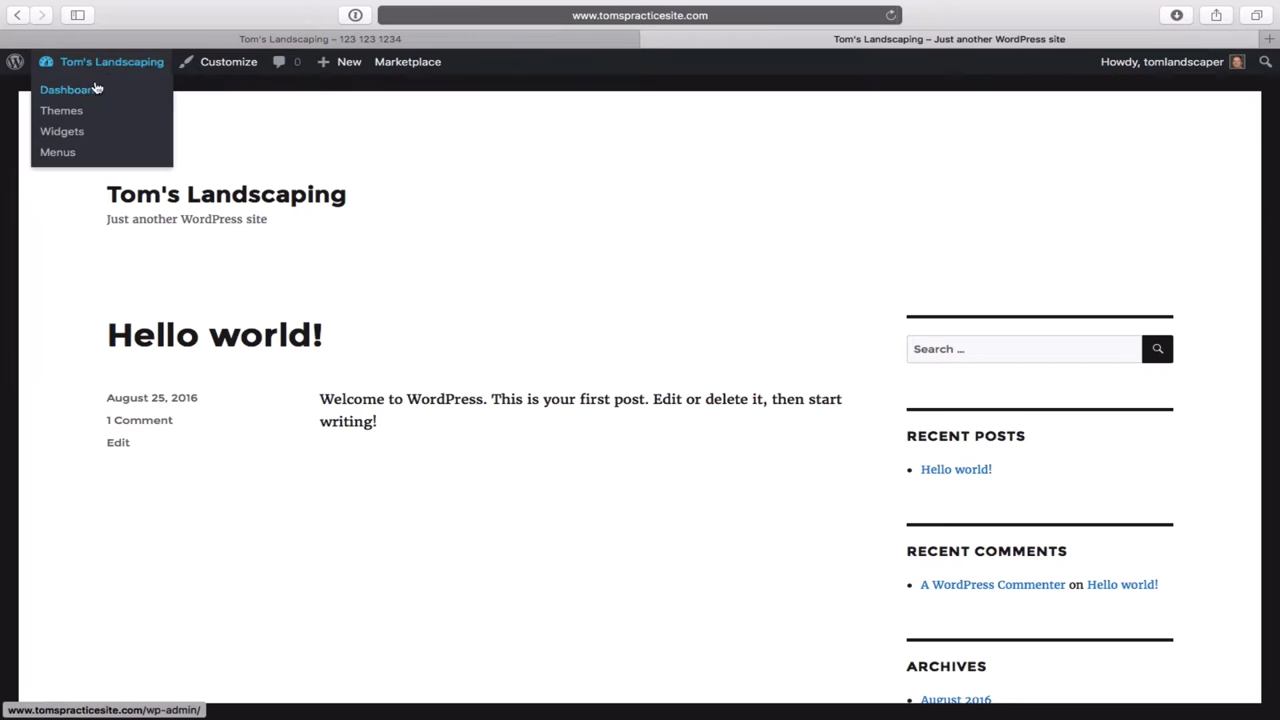 www.tomspracticesite.com
Tom's Landscaping – 123 123 1234
Tom's Landscaping – Just another WordPress site
Tom's Landscaping Customize 0 New Marketplace Howdy, tomlandscaper
Dashboard
Themes
Widgets
Menus
Tom's Landscaping
Just another WordPress site
Hello world!
August 25, 2016
1 Comment
Edit
Welcome to WordPress. This is your first post. Edit or delete it, then start
writing!
Search ...
RECENT POSTS
Hello world!
RECENT COMMENTS
A WordPress Commenter on Hello world!
ARCHIVES
August 2016
www.tomspracticesite.com/wp-admin/